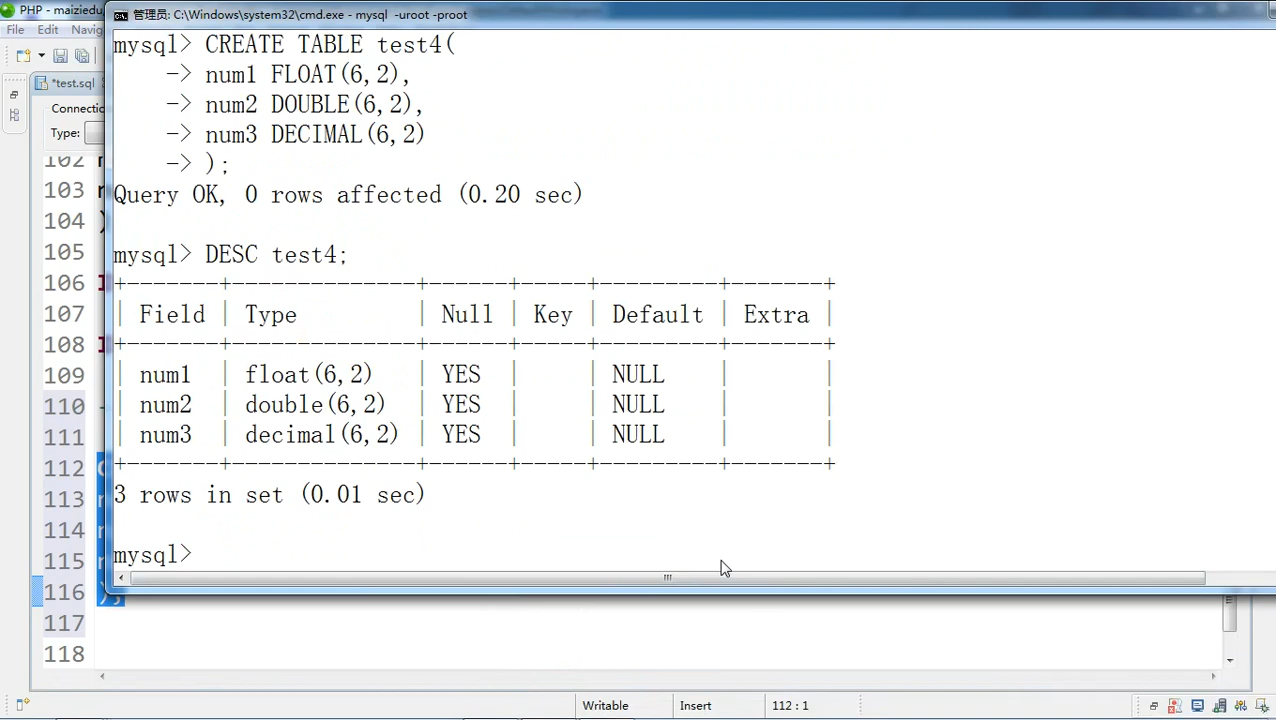 PHP - maiziedu,
管理员: C:\Windows\system32\cmd.exe - mysql  -uroot -proot
File Edit
*test.sql
Connectic
Type:
mysql> CREATE TABLE test4(
    -> num1 FLOAT(6,2),
    -> num2 DOUBLE(6,2),
    -> num3 DECIMAL(6,2)
    -> );
Query OK, 0 rows affected (0.20 sec)
mysql> DESC test4;
+--------+--------------+------+-----+---------+-------+
| Field  | Type         | Null | Key | Default | Extra |
+--------+--------------+------+-----+---------+-------+
| num1   | float(6,2)   | YES  |     | NULL    |       |
| num2   | double(6,2)  | YES  |     | NULL    |       |
| num3   | decimal(6,2) | YES  |     | NULL    |       |
+--------+--------------+------+-----+---------+-------+
3 rows in set (0.01 sec)
mysql>
102
103
104 )
105
106
107
108
109
110
111
112
113
114
115
116 );
117
118
Writable Insert 112 : 1